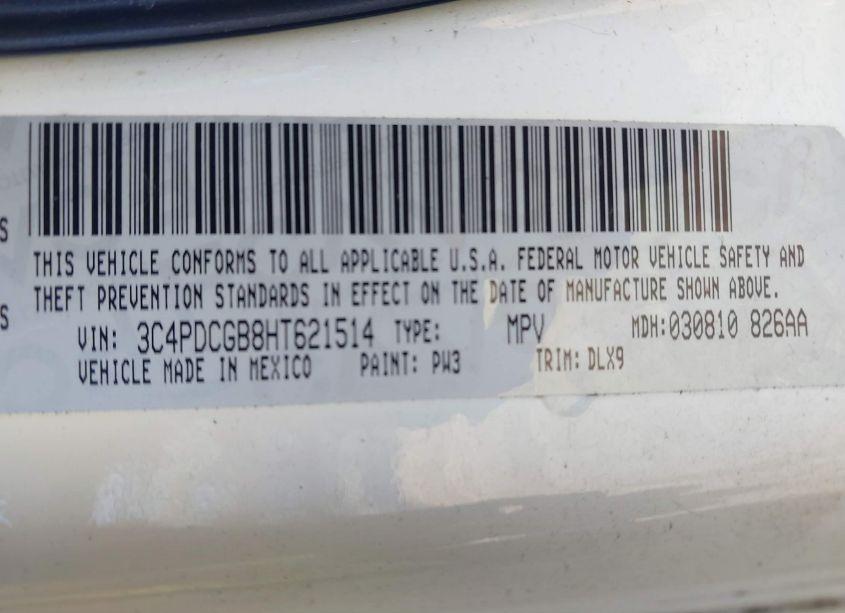 S
THIS VEHICLE CONFORMS TO ALL APPLICABLE U.S.A. FEDERAL MOTOR VEHICLE SAFETY AND
THEFT PREVENTION STANDARDS IN EFFECT ON THE DATE OF MANUFACTURE SHOWN ABOVE.
S
VIN: 3C4PDCGB8HT621514 TYPE: MPV MDH:030810 826AA
VEHICLE MADE IN MEXICO PAINT: PW3 TRIM: DLX9